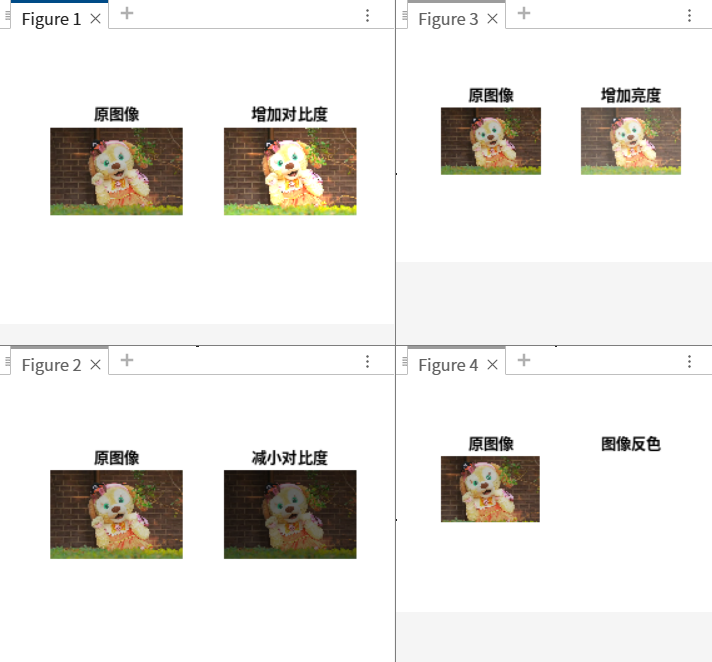 Figure 1
原图像
增加对比度
Figure 3
原图像
增加亮度
Figure 2
原图像
减小对比度
Figure 4
原图像
图像反色